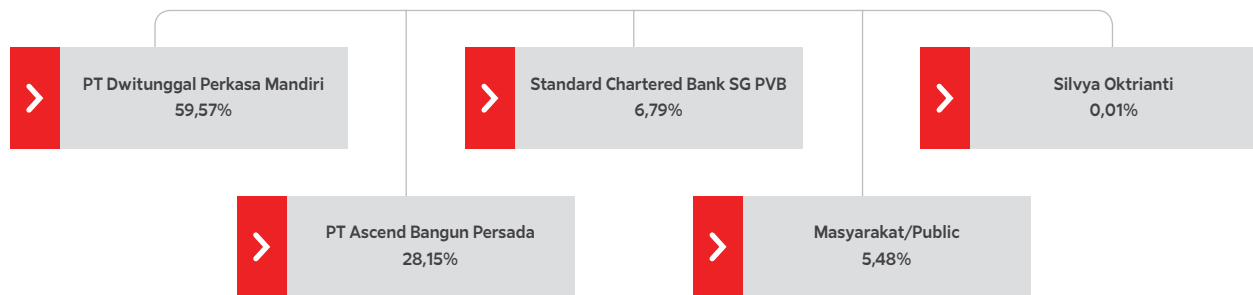 PT Dwitunggal Perkasa Mandiri
59,57%
Standard Chartered Bank SG PVB
6,79%
Silvya Oktrianti
0,01%
PT Ascend Bangun Persada
28,15%
Masyarakat/Public
5,48%